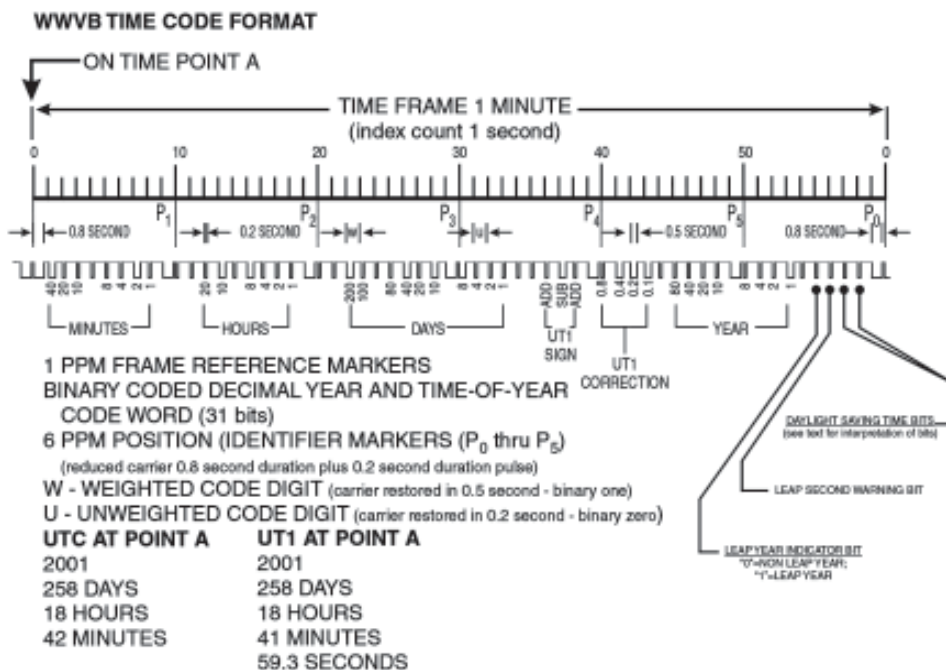 WWVB TIME CODE FORMAT
ON TIME POINT A
TIME FRAME 1 MINUTE
(index count 1 second)
0 10 20 30 40 50 0
P1 P2 P3 P4 P5 P0
0.8 SECOND 0.2 SECOND w u 0.5 SECOND 0.8 SECOND
40 20 10 8 4 2 1 20 10 8 4 2 1 200 100 80 40 20 10 8 4 2 1 ADD SUB ADD 0.8 0.4 0.2 0.1 80 40 20 10 8 4 2 1
MINUTES HOURS DAYS UT1 SIGN UT1 CORRECTION YEAR
1 PPM FRAME REFERENCE MARKERS
BINARY CODED DECIMAL YEAR AND TIME-OF-YEAR
CODE WORD (31 bits)
6 PPM POSITION (IDENTIFIER MARKERS (P0 thru P5)
(reduced carrier 0.8 second duration plus 0.2 second duration pulse)
W - WEIGHTED CODE DIGIT (carrier restored in 0.5 second - binary one)
U - UNWEIGHTED CODE DIGIT (carrier restored in 0.2 second - binary zero)
UTC AT POINT A UT1 AT POINT A
2001 2001
258 DAYS 258 DAYS
18 HOURS 18 HOURS
42 MINUTES 41 MINUTES
59.3 SECONDS
DAYLIGHT SAVING TIME BITS
(see text for interpretation of bits)
LEAP SECOND WARNING BIT
LEAP YEAR INDICATOR BIT
"0"=NON LEAP YEAR;
"1"=LEAP YEAR